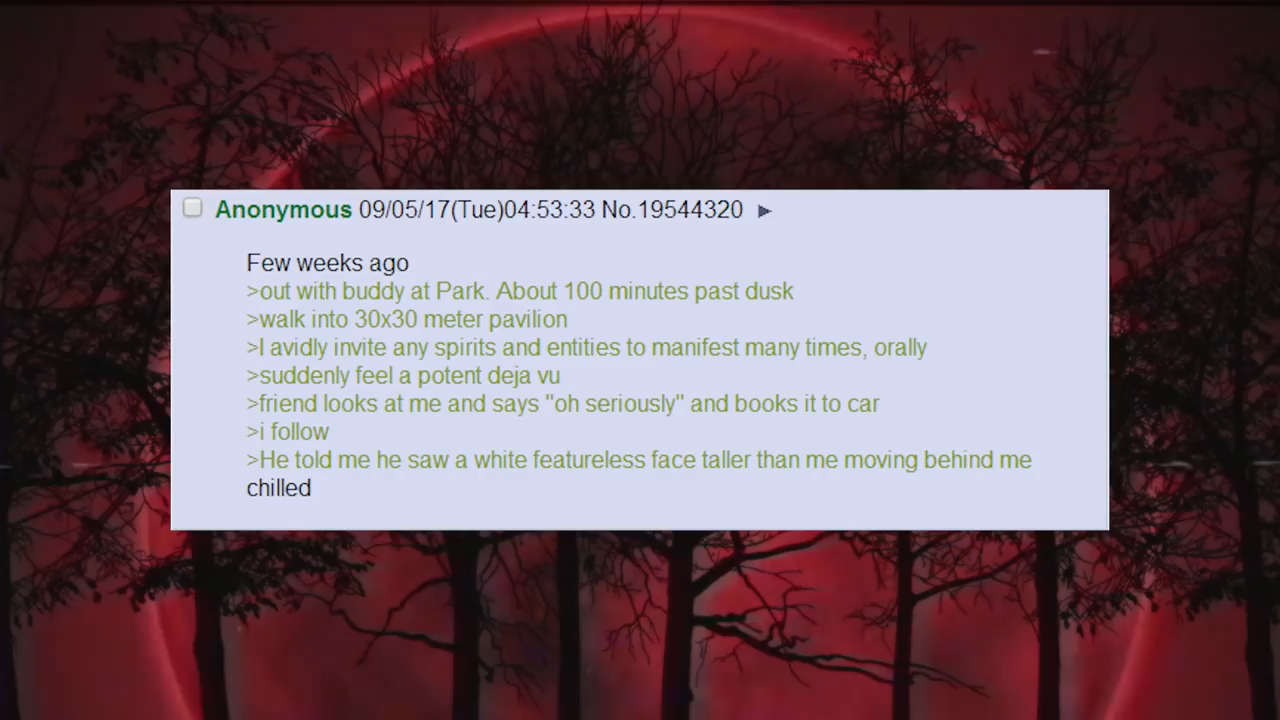 Anonymous 09/05/17(Tue)04:53:33 No.19544320 ▶
Few weeks ago
>out with buddy at Park. About 100 minutes past dusk
>walk into 30x30 meter pavilion
>I avidly invite any spirits and entities to manifest many times, orally
>suddenly feel a potent deja vu
>friend looks at me and says "oh seriously" and books it to car
>i follow
>He told me he saw a white featureless face taller than me moving behind me
chilled